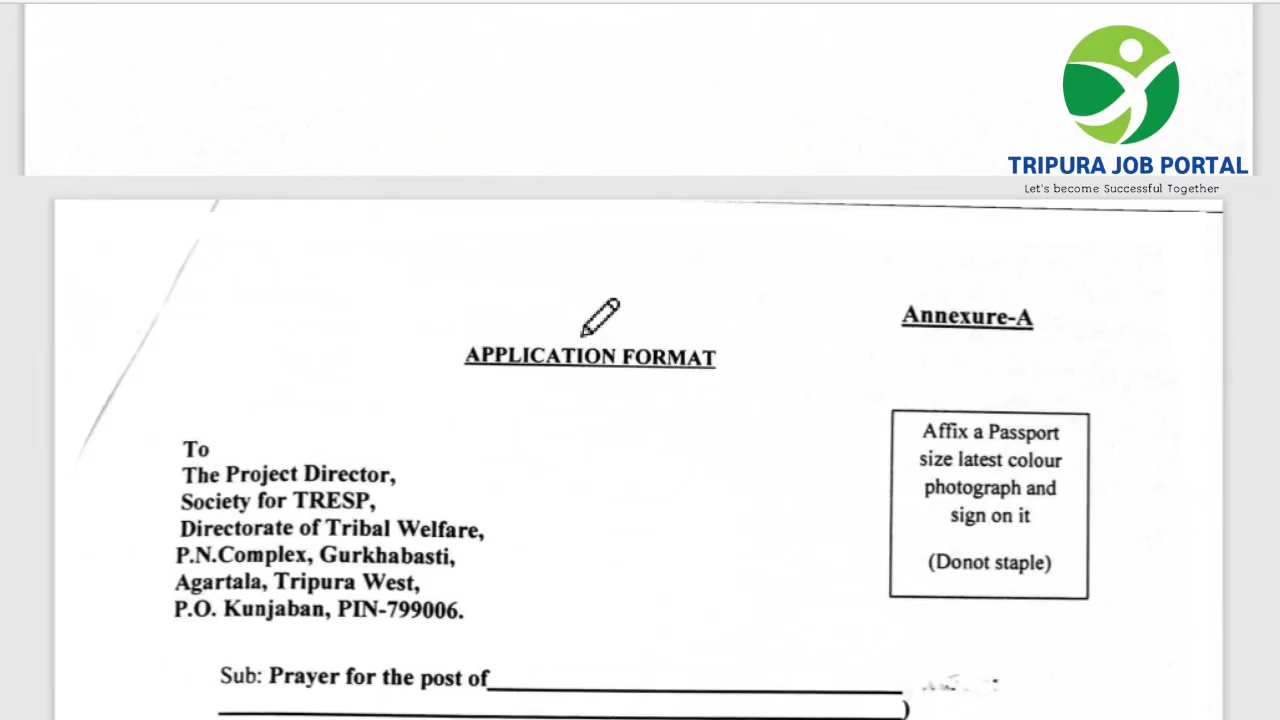 TRIPURA JOB PORTAL
Let's become Successful Together
Annexure-A
APPLICATION FORMAT
Affix a Passport
size latest colour
photograph and
sign on it
(Donot staple)
To
The Project Director,
Society for TRESP,
Directorate of Tribal Welfare,
P.N.Complex, Gurkhabasti,
Agartala, Tripura West,
P.O. Kunjaban, PIN-799006.
Sub: Prayer for the post of
)